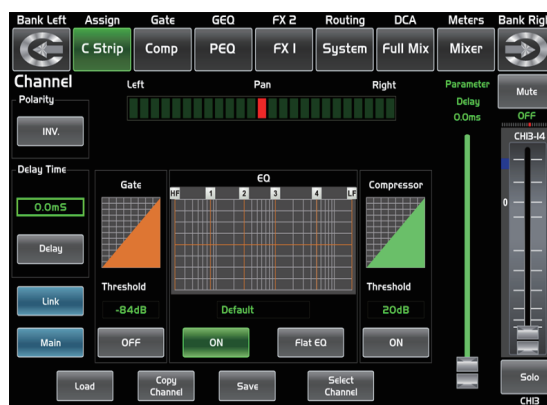 Bank Left Assign Gate GEQ FX 2 Routing DCA Meters Bank Righ
C Strip Comp PEQ FX 1 System Full Mix Mixer
Channel
Left Pan Right
Parameter
Delay
0.0ms
Mute
OFF
CH13-14
0
Polarity
INV.
Delay Time
0.0mS
Delay
Link
Main
Gate
Threshold
-84dB
OFF
EQ
HF 1 2 3 4 LF
Default
ON Flat EQ
Compressor
Threshold
20dB
ON
Load Copy Channel Save Select Channel
Solo
CH13